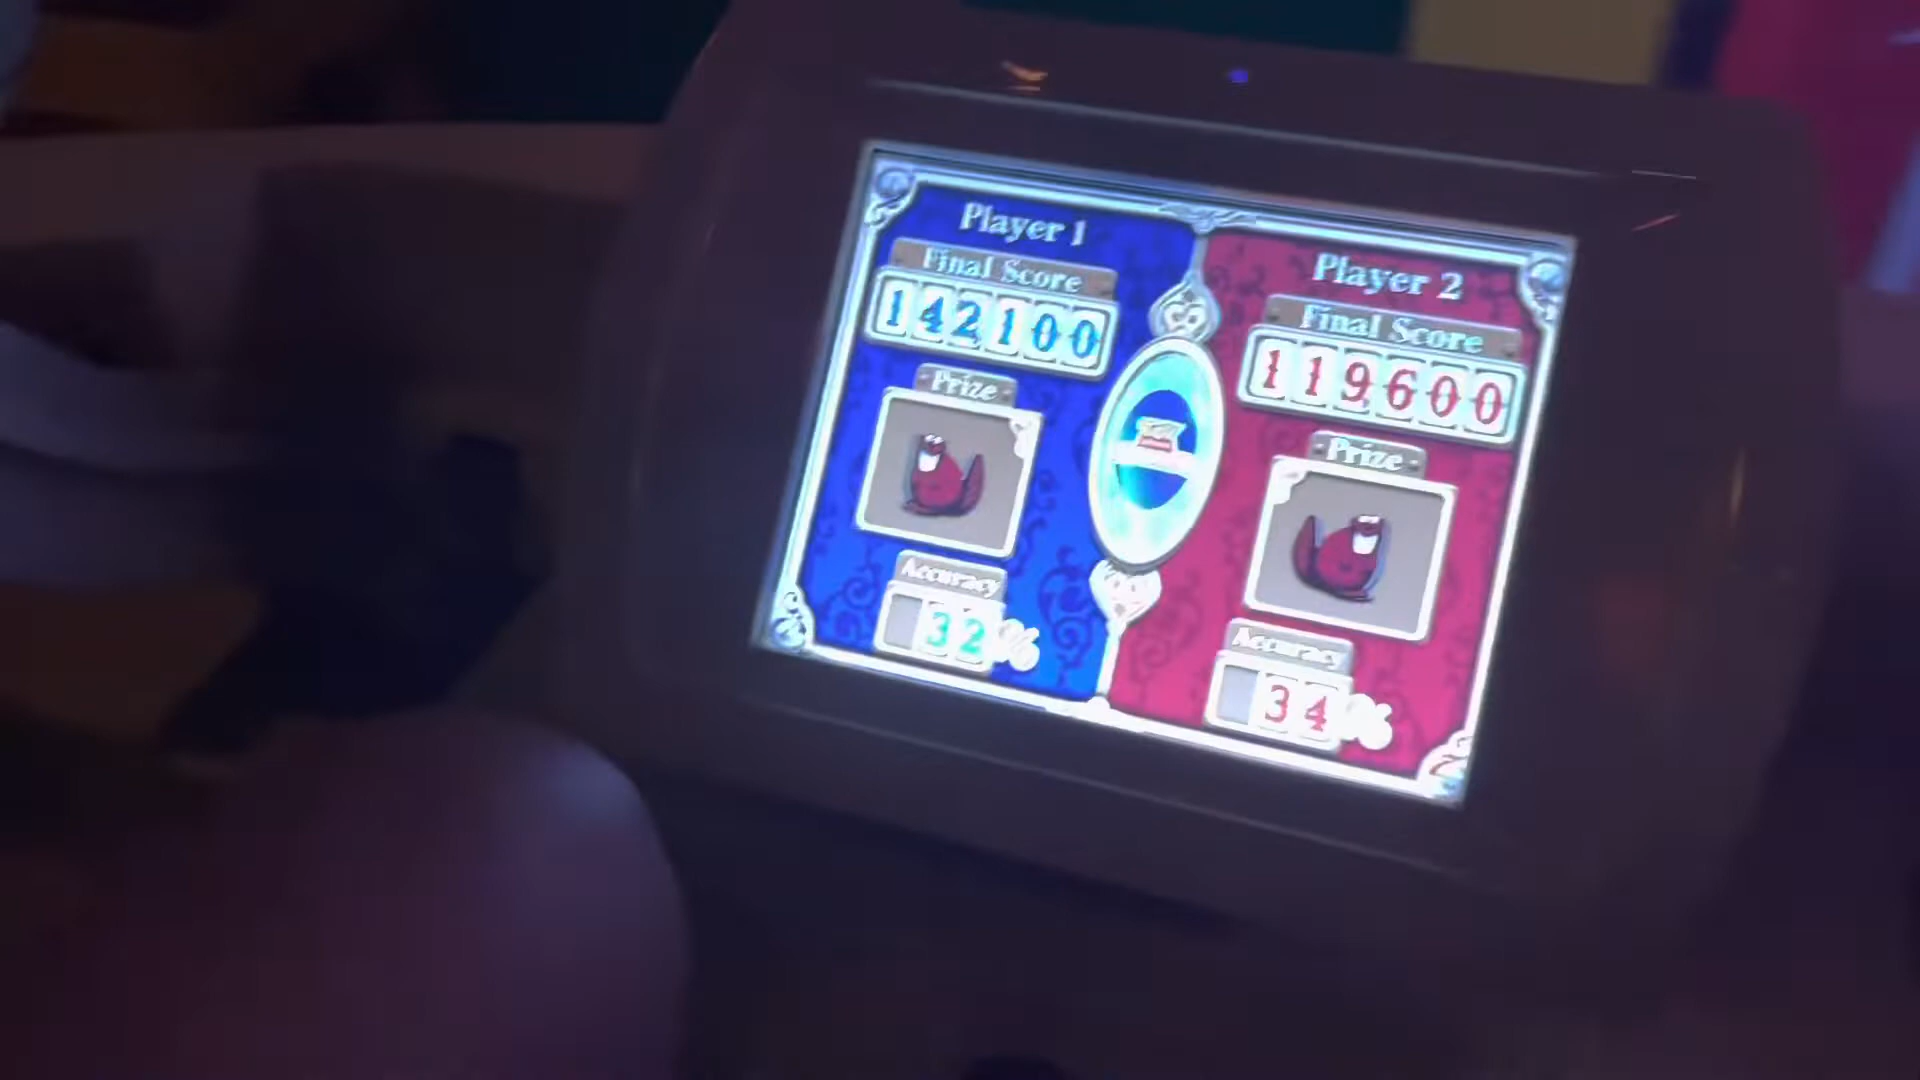 Player 1
Final Score
142100
Prize
Accuracy
32%
Player 2
Final Score
119600
Prize
Accuracy
34%